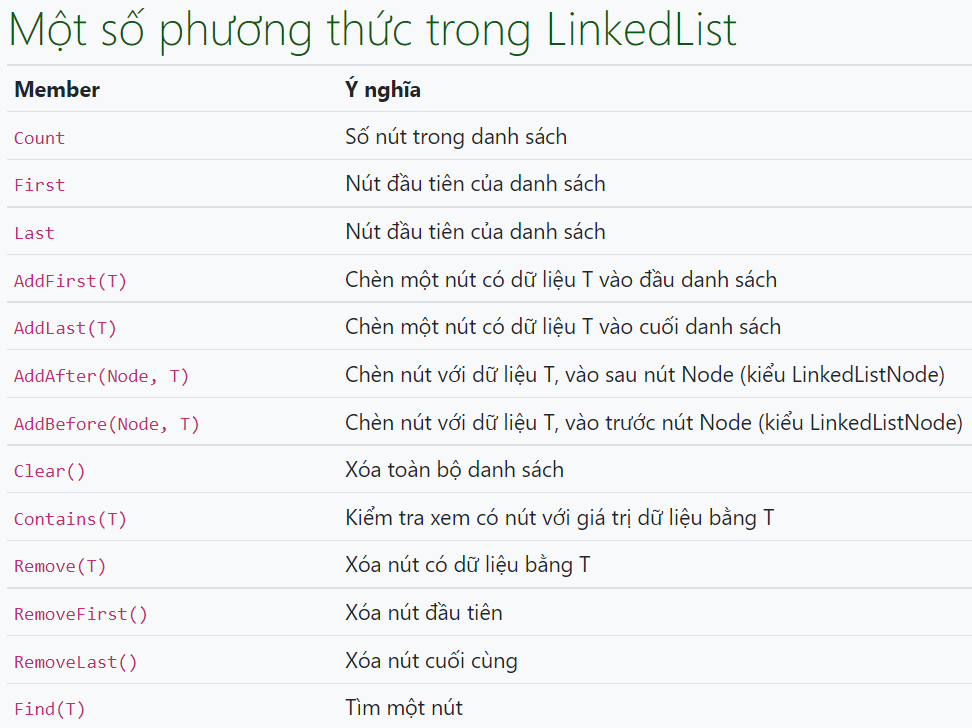 Một số phương thức trong LinkedList
Member Ý nghĩa
Count Số nút trong danh sách
First Nút đầu tiên của danh sách
Last Nút đầu tiên của danh sách
AddFirst(T) Chèn một nút có dữ liệu T vào đầu danh sách
AddLast(T) Chèn một nút có dữ liệu T vào cuối danh sách
AddAfter(Node, T) Chèn nút với dữ liệu T, vào sau nút Node (kiểu LinkedListNode)
AddBefore(Node, T) Chèn nút với dữ liệu T, vào trước nút Node (kiểu LinkedListNode)
Clear() Xóa toàn bộ danh sách
Contains(T) Kiểm tra xem có nút với giá trị dữ liệu bằng T
Remove(T) Xóa nút có dữ liệu bằng T
RemoveFirst() Xóa nút đầu tiên
RemoveLast() Xóa nút cuối cùng
Find(T) Tìm một nút